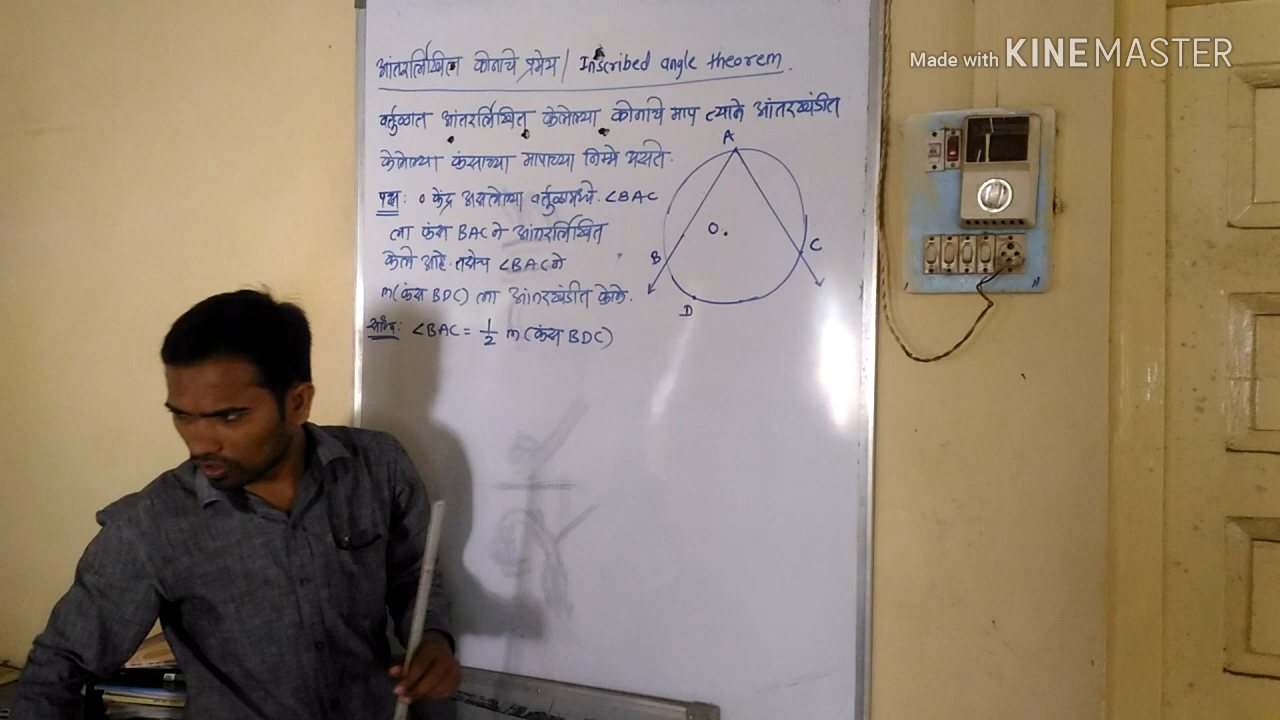 आंतरलिखित कोनाचे प्रमेय / Inscribed angle theorem.
वर्तुळात आंतरलिखित केलेल्या कोनाचे माप त्याने आंतरखंडीत
केलेल्या कंसाच्या मापाच्या निम्मे असते.
पक्ष: O केंद्र असलेल्या वर्तुळामध्ये ∠BAC
ला कंस BAC ने आंतरलिखित
केले आहे. तसेच ∠BAC ने
m(कंस BDC) ला आंतरखंडीत केले.
साध्य: ∠BAC = 1/2 m(कंस BDC)
A
O.
B
C
D
Made with KINEMASTER